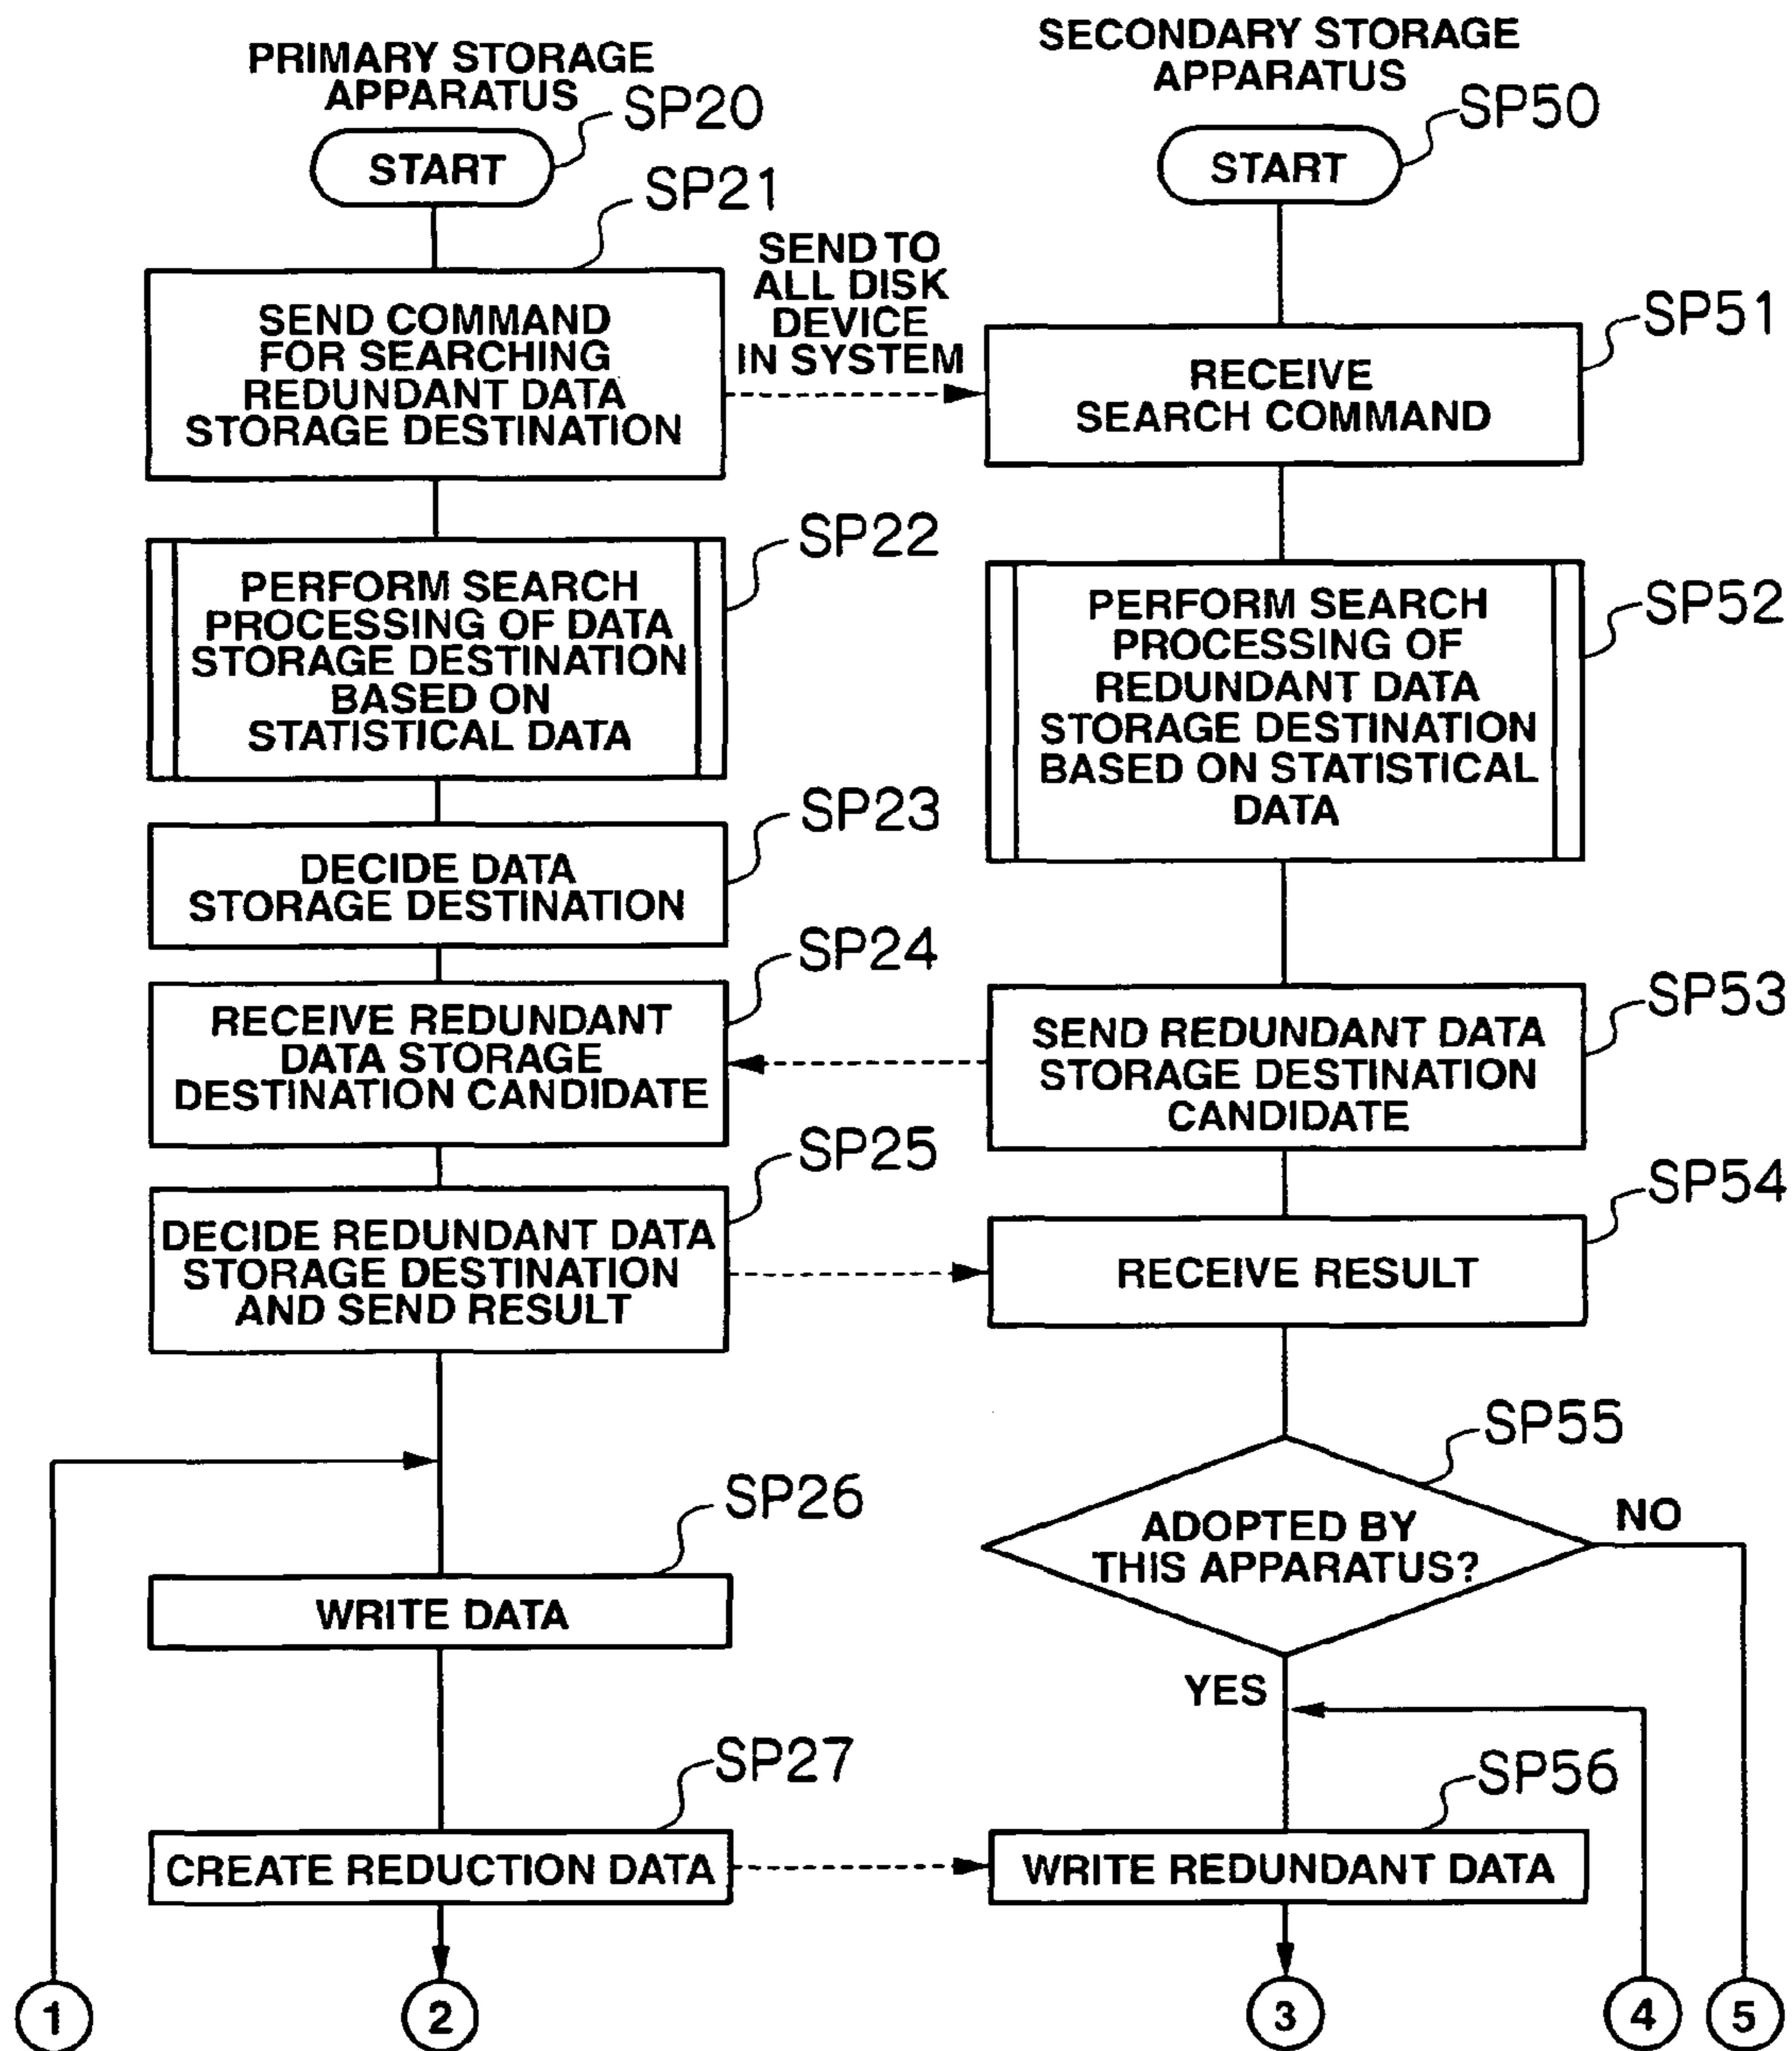 PRIMARY STORAGE
APPARATUS
SP20
START
SP21
SEND COMMAND
FOR SEARCHING
REDUNDANT DATA
STORAGE DESTINATION
SEND TO
ALL DISK
DEVICE
IN SYSTEM
SP22
PERFORM SEARCH
PROCESSING OF DATA
STORAGE DESTINATION
BASED ON
STATISTICAL DATA
SP23
DECIDE DATA
STORAGE DESTINATION
SP24
RECEIVE REDUNDANT
DATA STORAGE
DESTINATION CANDIDATE
SP25
DECIDE REDUNDANT DATA
STORAGE DESTINATION
AND SEND RESULT
SP26
WRITE DATA
SP27
CREATE REDUCTION DATA
1
2
SECONDARY STORAGE
APPARATUS
SP50
START
SP51
RECEIVE
SEARCH COMMAND
SP52
PERFORM SEARCH
PROCESSING OF
REDUNDANT DATA
STORAGE DESTINATION
BASED ON STATISTICAL
DATA
SP53
SEND REDUNDANT DATA
STORAGE DESTINATION
CANDIDATE
SP54
RECEIVE RESULT
SP55
ADOPTED BY
THIS APPARATUS?
NO
YES
SP56
WRITE REDUNDANT DATA
3
4
5